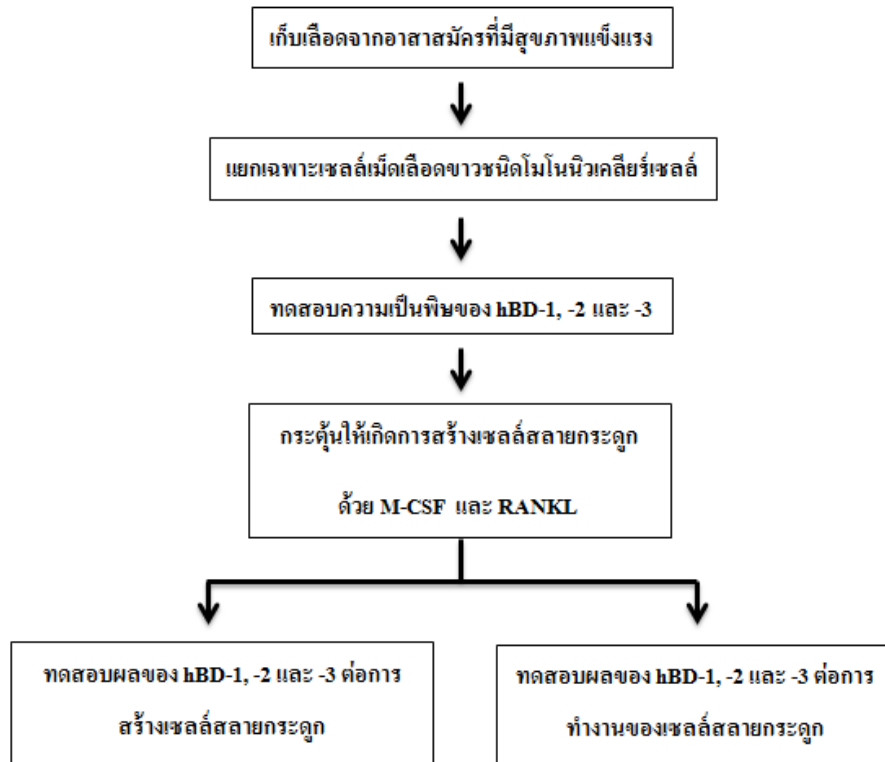 เก็บเลือดจากอาสาสมัครที่มีสุขภาพแข็งแรง
แยกเฉพาะเซลล์เม็ดเลือดขาวชนิดโมโนนิวเคลียร์เซลล์
ทดสอบความเป็นพิษของ hBD-1, -2 และ -3
กระตุ้นให้เกิดการสร้างเซลล์สลายกระดูก
ด้วย M-CSF และ RANKL
ทดสอบผลของ hBD-1, -2 และ -3 ต่อการ
สร้างเซลล์สลายกระดูก
ทดสอบผลของ hBD-1, -2 และ -3 ต่อการ
ทำงานของเซลล์สลายกระดูก